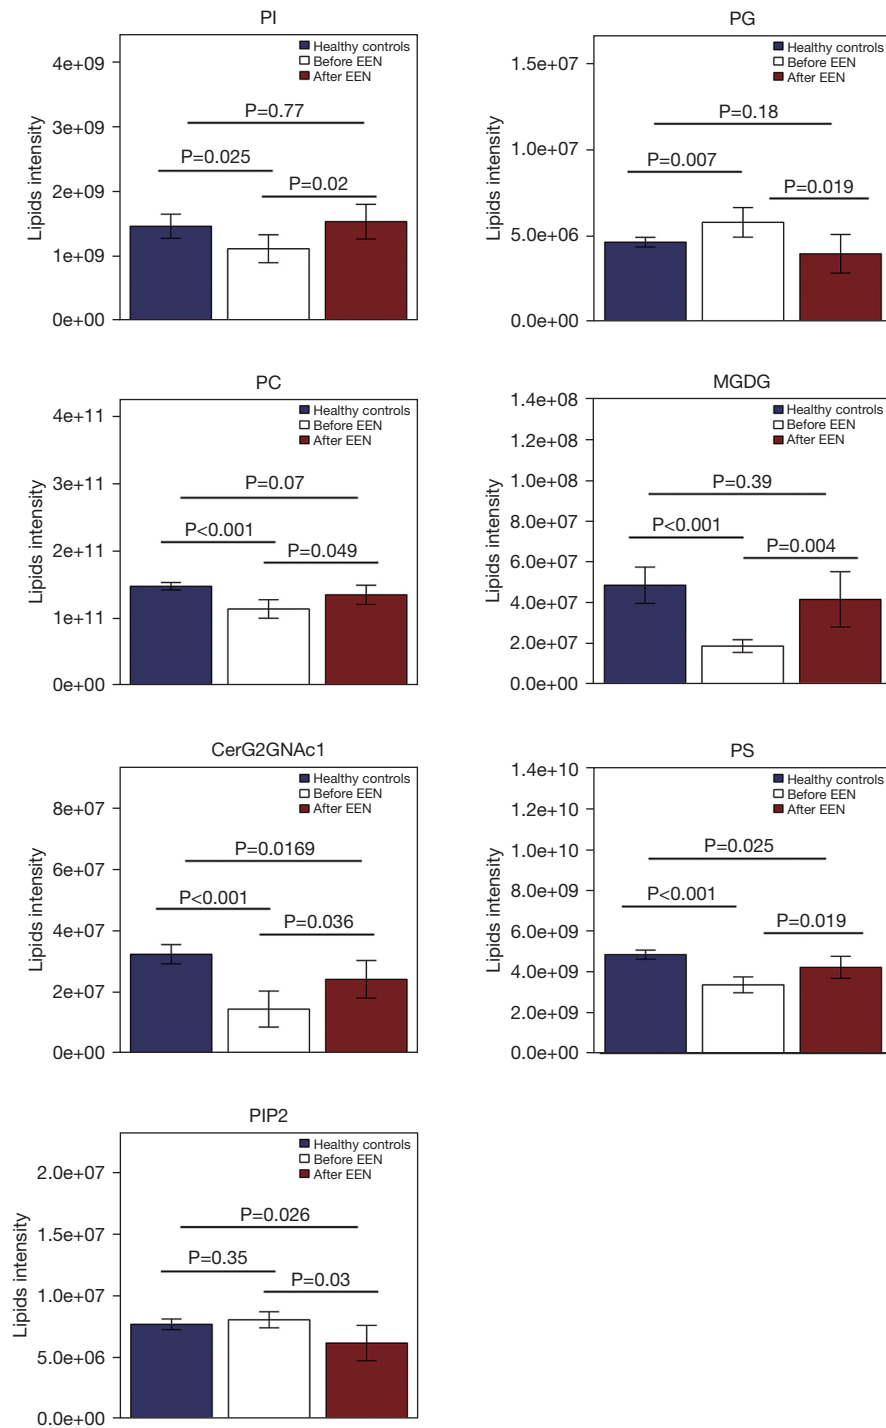 PI
Healthy controls
Before EEN
After EEN
4e+09
3e+09
2e+09
1e+09
0e+00
Lipids intensity
P=0.77
P=0.025
P=0.02
PG
Healthy controls
Before EEN
After EEN
1.5e+07
1.0e+07
5.0e+06
0.0e+00
Lipids intensity
P=0.18
P=0.007
P=0.019
PC
Healthy controls
Before EEN
After EEN
4e+11
3e+11
2e+11
1e+11
0e+00
Lipids intensity
P=0.07
P<0.001
P=0.049
MGDG
Healthy controls
Before EEN
After EEN
1.4e+08
1.2e+08
1.0e+08
8.0e+07
6.0e+07
4.0e+07
2.0e+07
0.0e+00
Lipids intensity
P=0.39
P<0.001
P=0.004
CerG2GNAc1
Healthy controls
Before EEN
After EEN
8e+07
6e+07
4e+07
2e+07
0e+00
Lipids intensity
P=0.0169
P<0.001
P=0.036
PS
Healthy controls
Before EEN
After EEN
1.4e+10
1.2e+10
1.0e+10
8.0e+09
6.0e+09
4.0e+09
2.0e+09
0.0e+00
Lipids intensity
P=0.025
P<0.001
P=0.019
PIP2
Healthy controls
Before EEN
After EEN
2.0e+07
1.5e+07
1.0e+07
5.0e+06
0.0e+00
Lipids intensity
P=0.026
P=0.35
P=0.03